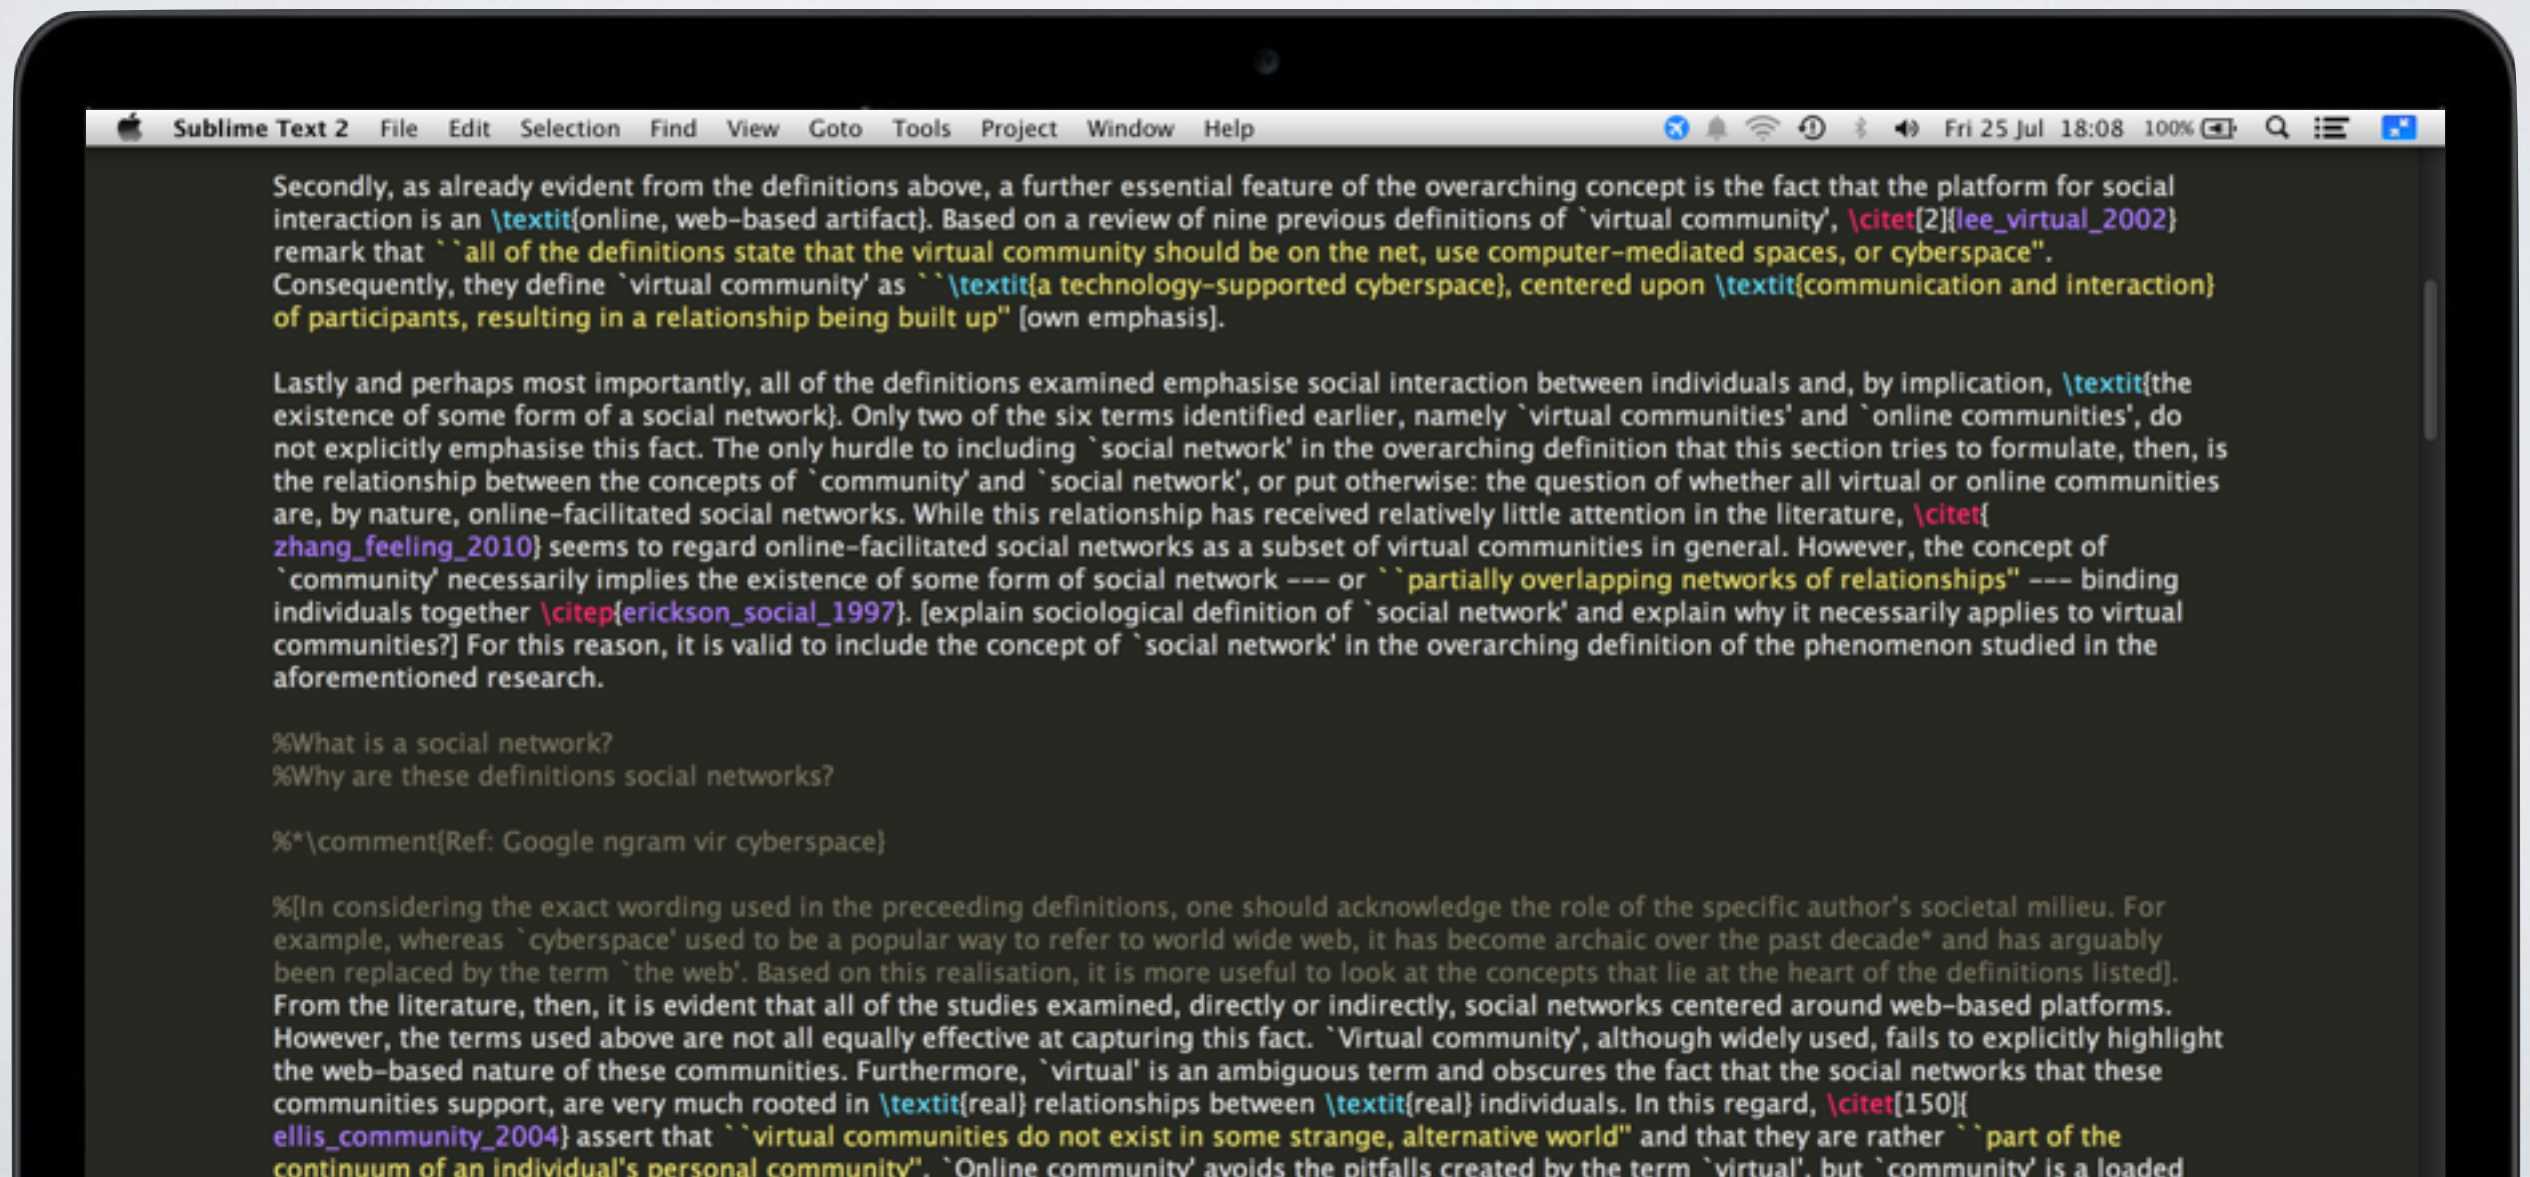 Sublime Text 2 File Edit Selection Find View Goto Tools Project Window Help Fri 25 Jul 18:08 100%
Secondly, as already evident from the definitions above, a further essential feature of the overarching concept is the fact that the platform for social
interaction is an \textit{online, web-based artifact}. Based on a review of nine previous definitions of `virtual community', \citet[2]{lee_virtual_2002}
remark that ``all of the definitions state that the virtual community should be on the net, use computer-mediated spaces, or cyberspace".
Consequently, they define `virtual community' as ``\textit{a technology-supported cyberspace}, centered upon \textit{communication and interaction}
of participants, resulting in a relationship being built up" [own emphasis].
Lastly and perhaps most importantly, all of the definitions examined emphasise social interaction between individuals and, by implication, \textit{the
existence of some form of a social network}. Only two of the six terms identified earlier, namely `virtual communities' and `online communities', do
not explicitly emphasise this fact. The only hurdle to including `social network' in the overarching definition that this section tries to formulate, then, is
the relationship between the concepts of `community' and `social network', or put otherwise: the question of whether all virtual or online communities
are, by nature, online-facilitated social networks. While this relationship has received relatively little attention in the literature, \citet{
zhang_feeling_2010} seems to regard online-facilitated social networks as a subset of virtual communities in general. However, the concept of
`community' necessarily implies the existence of some form of social network --- or ``partially overlapping networks of relationships" --- binding
individuals together \citep{erickson_social_1997}. [explain sociological definition of `social network' and explain why it necessarily applies to virtual
communities?] For this reason, it is valid to include the concept of `social network' in the overarching definition of the phenomenon studied in the
aforementioned research.
%What is a social network?
%Why are these definitions social networks?
%*\comment{Ref: Google ngram vir cyberspace}
%[In considering the exact wording used in the preceeding definitions, one should acknowledge the role of the specific author's societal milieu. For
example, whereas `cyberspace' used to be a popular way to refer to world wide web, it has become archaic over the past decade* and has arguably
been replaced by the term `the web'. Based on this realisation, it is more useful to look at the concepts that lie at the heart of the definitions listed].
From the literature, then, it is evident that all of the studies examined, directly or indirectly, social networks centered around web-based platforms.
However, the terms used above are not all equally effective at capturing this fact. `Virtual community', although widely used, fails to explicitly highlight
the web-based nature of these communities. Furthermore, `virtual' is an ambiguous term and obscures the fact that the social networks that these
communities support, are very much rooted in \textit{real} relationships between \textit{real} individuals. In this regard, \citet[150]{
ellis_community_2004} assert that ``virtual communities do not exist in some strange, alternative world" and that they are rather ``part of the
continuum of an individual's personal community". `Online community' avoids the pitfalls created by the term `virtual', but `community' is a loaded